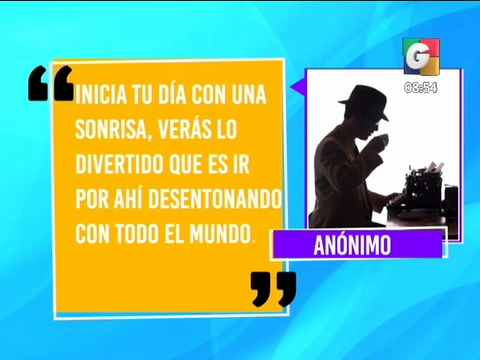 G
08:54
INICIA TU DÍA CON UNA
SONRISA, VERÁS LO
DIVERTIDO QUE ES IR
POR AHÍ DESENTONANDO
CON TODO EL MUNDO.
ANÓNIMO